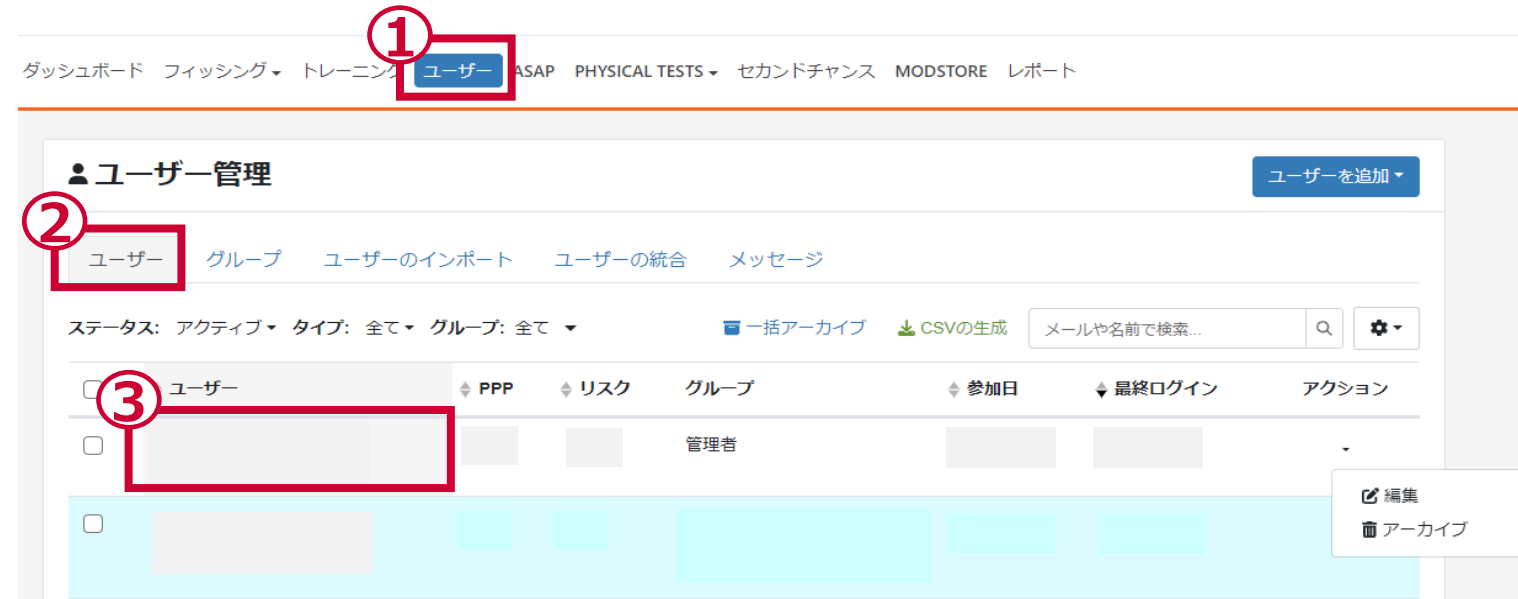 ①
ダッシュボード フィッシング トレーニング ユーザー ASAP PHYSICAL TESTS セカンドチャンス MODSTORE レポート
ユーザー管理
ユーザーを追加
②
ユーザー グループ ユーザーのインポート ユーザーの統合 メッセージ
ステータス: アクティブ タイプ: 全て グループ: 全て 一括アーカイブ CSVの生成 メールや名前で検索...
ユーザー PPP リスク グループ 参加日 最終ログイン アクション
③
管理者
編集
アーカイブ